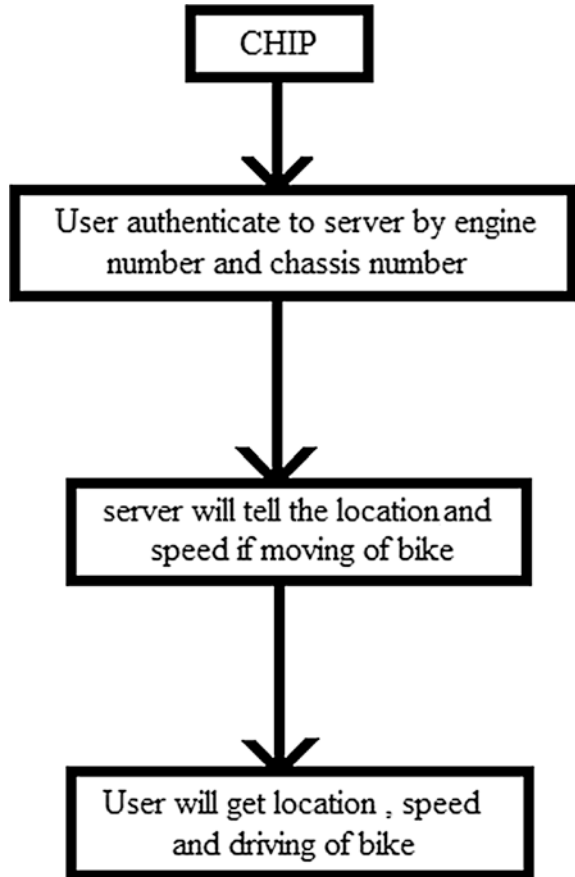 CHIP
User authenticate to server by engine
number and chassis number
server will tell the location and
speed if moving of bike
User will get location , speed
and driving of bike